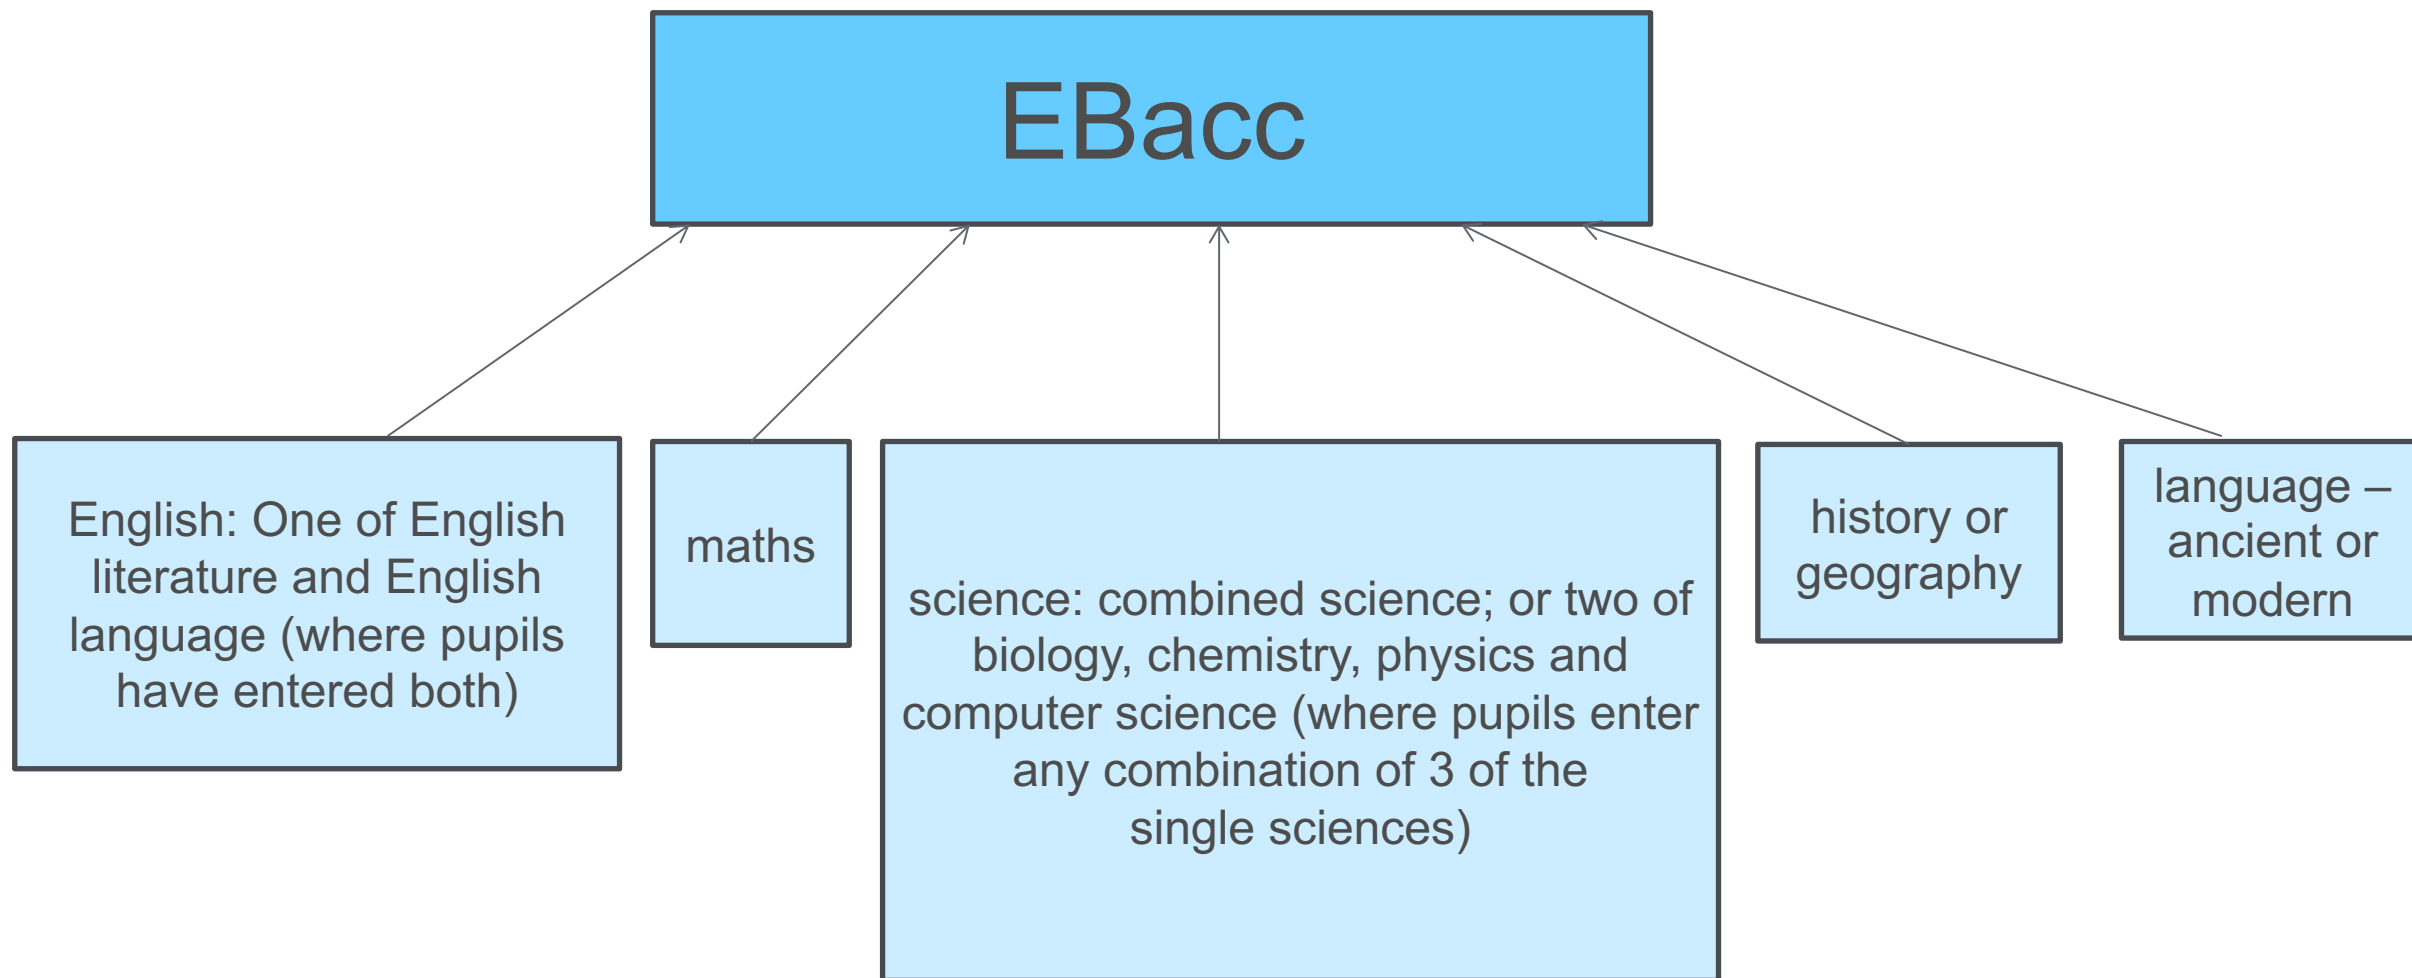 EBacc
English: One of English
literature and English
language (where pupils
have entered both)
maths
science: combined science; or two of
biology, chemistry, physics and
computer science (where pupils enter
any combination of 3 of the
single sciences)
history or
geography
language –
ancient or
modern